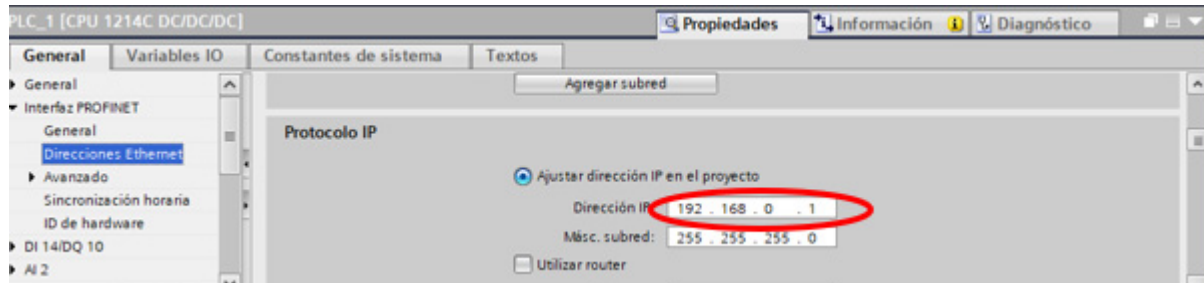 PLC_1 [CPU 1214C DC/DC/DC]
Propiedades
Información
Diagnóstico
General
Variables IO
Constantes de sistema
Textos
General
Interfaz PROFINET
General
Direcciones Ethernet
Avanzado
Sincronización horaria
ID de hardware
DI 14/DQ 10
AI 2
Agregar subred
Protocolo IP
Ajustar dirección IP en el proyecto
Dirección IP 192 . 168 . 0 . 1
Másc. subred: 255 . 255 . 255 . 0
Utilizar router